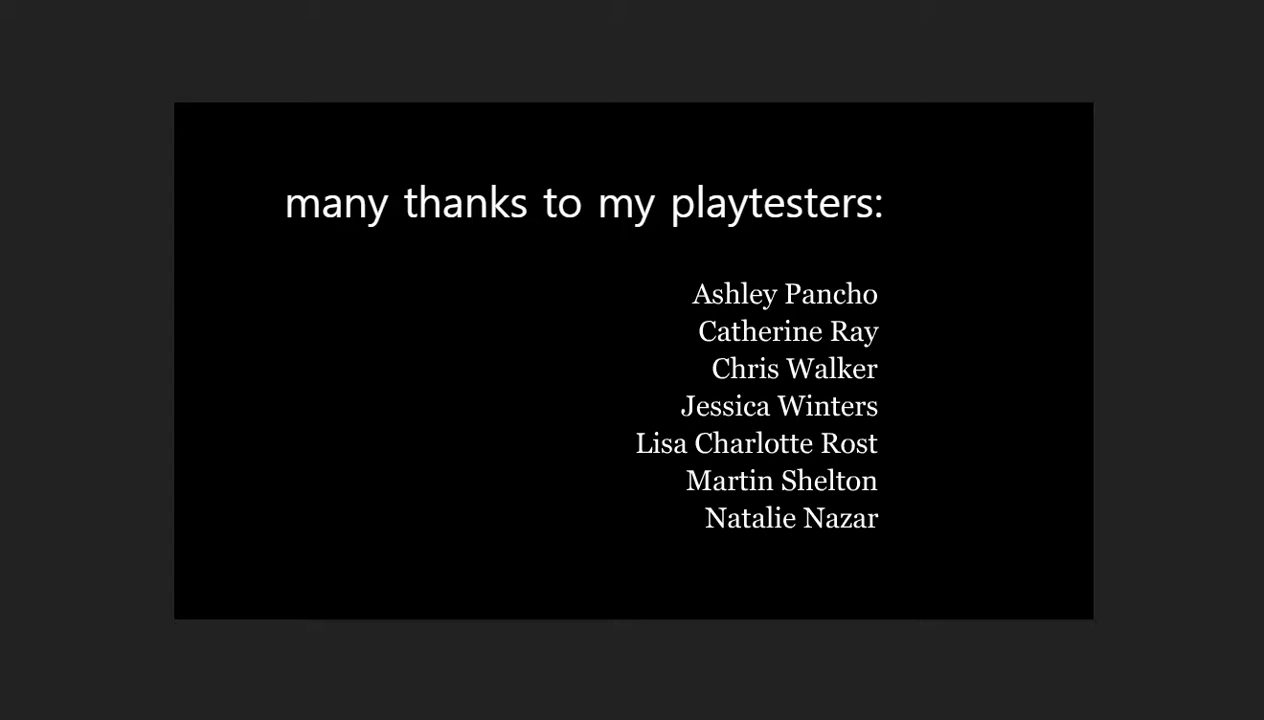 many thanks to my playtesters:
Ashley Pancho
Catherine Ray
Chris Walker
Jessica Winters
Lisa Charlotte Rost
Martin Shelton
Natalie Nazar